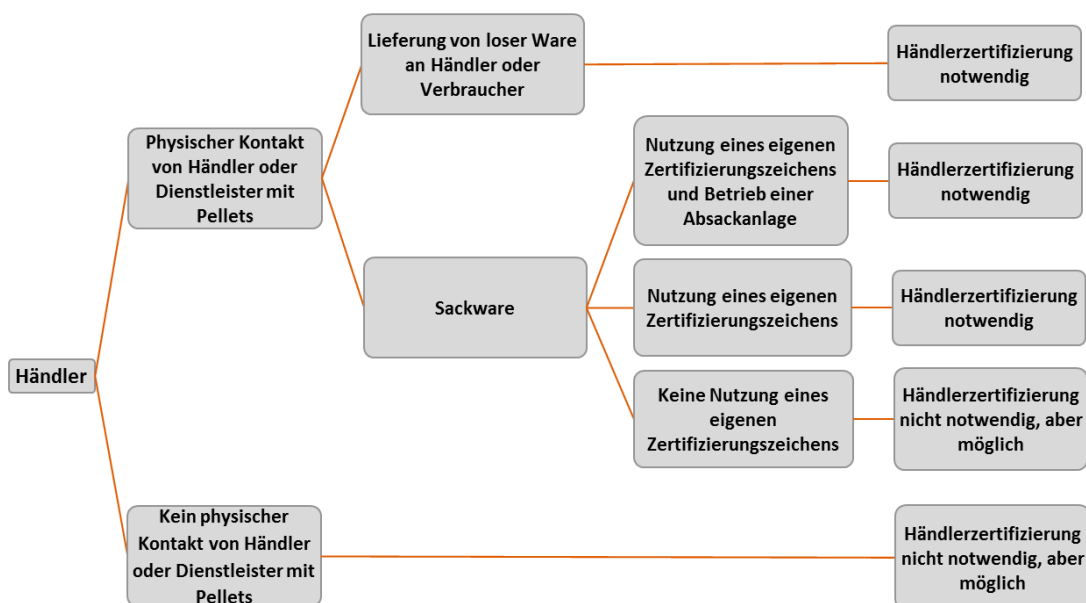 Händler
Physischer Kontakt
von Händler oder
Dienstleister mit
Pellets
Lieferung von loser Ware
an Händler oder
Verbraucher
Händlerzertifizierung
notwendig
Sackware
Nutzung eines eigenen
Zertifizierungszeichens
und Betrieb einer
Absackanlage
Händlerzertifizierung
notwendig
Nutzung eines eigenen
Zertifizierungszeichens
Händlerzertifizierung
notwendig
Keine Nutzung eines
eigenen
Zertifizierungszeichens
Händlerzertifizierung
nicht notwendig, aber
möglich
Kein physischer
Kontakt von Händler
oder Dienstleister mit
Pellets
Händlerzertifizierung
nicht notwendig, aber
möglich